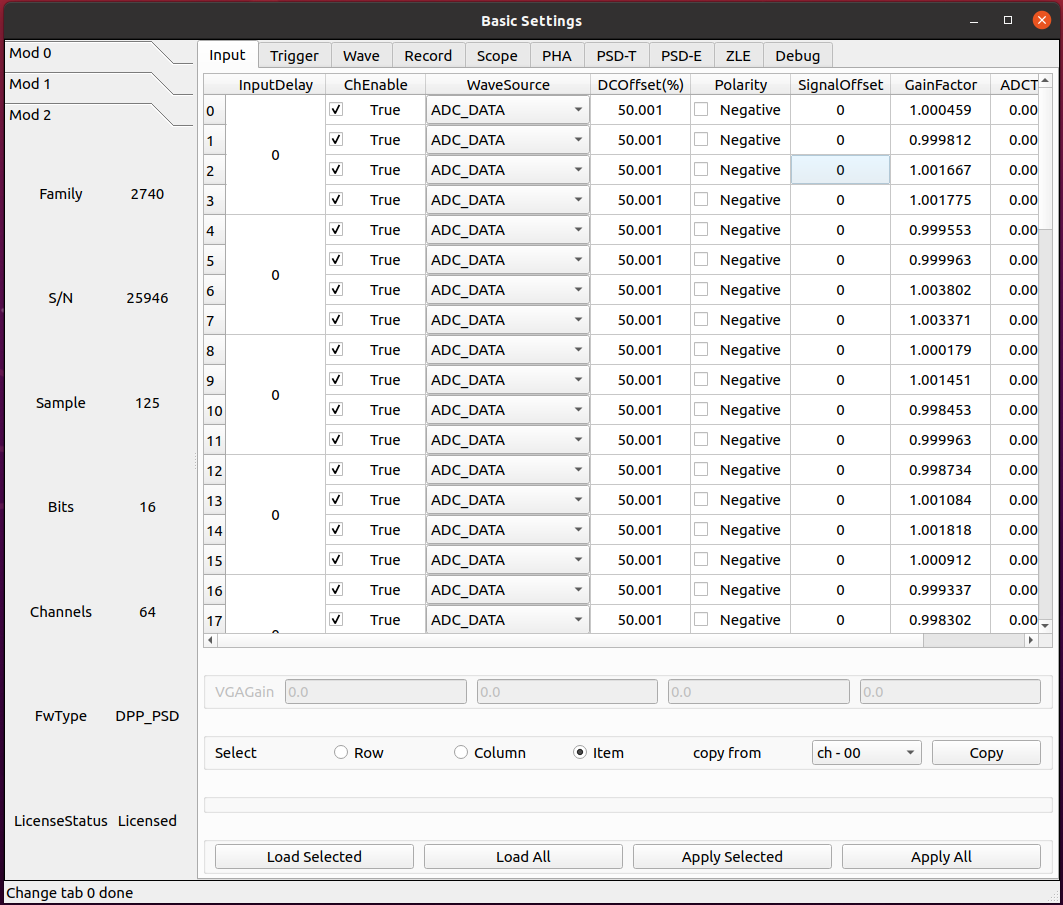 Basic Settings
Mod 0
Mod 1
Mod 2
Family 2740
S/N 25946
Sample 125
Bits 16
Channels 64
FwType DPP_PSD
LicenseStatus Licensed
Input Trigger Wave Record Scope PHA PSD-T PSD-E ZLE Debug
InputDelay ChEnable WaveSource DCOffset(%) Polarity SignalOffset GainFactor ADCT
0 0 True ADC_DATA 50.001 Negative 0 1.000459 0.00
1 True ADC_DATA 50.001 Negative 0 0.999812 0.00
2 True ADC_DATA 50.001 Negative 0 1.001667 0.00
3 True ADC_DATA 50.001 Negative 0 1.001775 0.00
4 0 True ADC_DATA 50.001 Negative 0 0.999553 0.00
5 True ADC_DATA 50.001 Negative 0 0.999963 0.00
6 True ADC_DATA 50.001 Negative 0 1.003802 0.00
7 True ADC_DATA 50.001 Negative 0 1.003371 0.00
8 0 True ADC_DATA 50.001 Negative 0 1.000179 0.00
9 True ADC_DATA 50.001 Negative 0 1.001451 0.00
10 True ADC_DATA 50.001 Negative 0 0.998453 0.00
11 True ADC_DATA 50.001 Negative 0 0.999963 0.00
12 0 True ADC_DATA 50.001 Negative 0 0.998734 0.00
13 True ADC_DATA 50.001 Negative 0 1.001084 0.00
14 True ADC_DATA 50.001 Negative 0 1.001818 0.00
15 True ADC_DATA 50.001 Negative 0 1.000912 0.00
16 True ADC_DATA 50.001 Negative 0 0.999337 0.00
17 True ADC_DATA 50.001 Negative 0 0.998302 0.00
VGAGain 0.0 0.0 0.0 0.0
Select Row Column Item copy from ch - 00 Copy
Load Selected Load All Apply Selected Apply All
Change tab 0 done